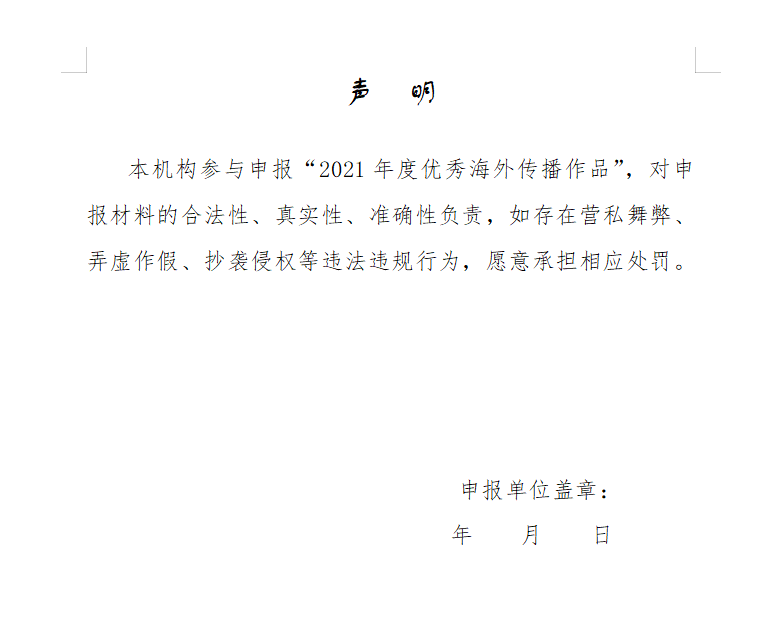 声 明
本机构参与申报“2021 年度优秀海外传播作品”，对申
报材料的合法性、真实性、准确性负责，如存在营私舞弊、
弄虚作假、抄袭侵权等违法违规行为，愿意承担相应处罚。
申报单位盖章：
年 月 日